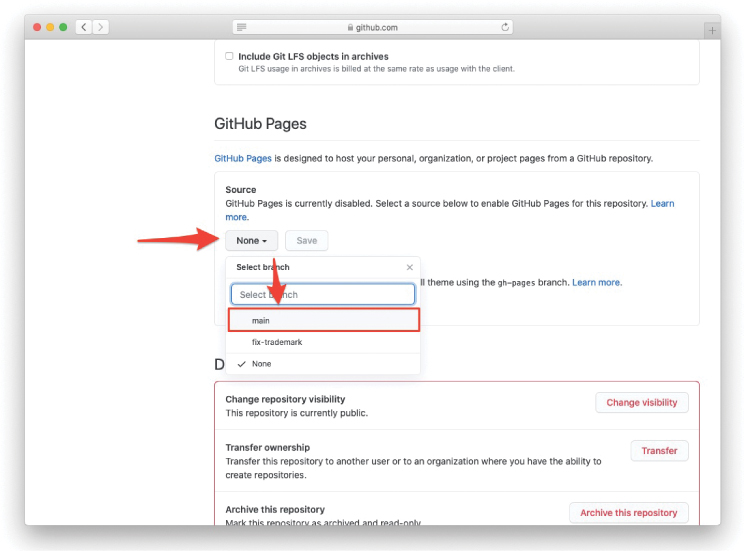 github.com
Include Git LFS objects in archives
Git LFS usage in archives is billed at the same rate as usage with the client.
GitHub Pages
GitHub Pages is designed to host your personal, organization, or project pages from a GitHub repository.
Source
GitHub Pages is currently disabled. Select a source below to enable GitHub Pages for this repository. Learn
more.
None
Save
Select branch
ll theme using the gh-pages branch. Learn more.
Select branch
main
fix-trademark
None
D
Change repository visibility
This repository is currently public.
Change visibility
Transfer ownership
Transfer this repository to another user or to an organization where you have the ability to
create repositories.
Transfer
Archive this repository
Mark this repository as archived and read-only.
Archive this repository